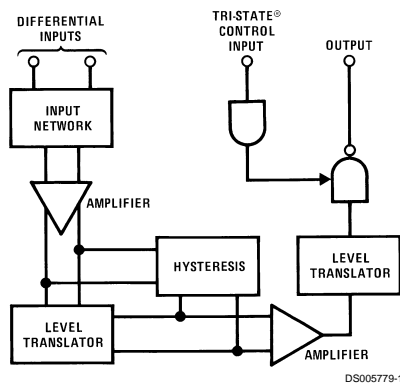 DIFFERENTIAL
INPUTS
TRI-STATE®
CONTROL
INPUT
OUTPUT
INPUT
NETWORK
AMPLIFIER
HYSTERESIS
LEVEL
TRANSLATOR
LEVEL
TRANSLATOR
AMPLIFIER
DS005779-1